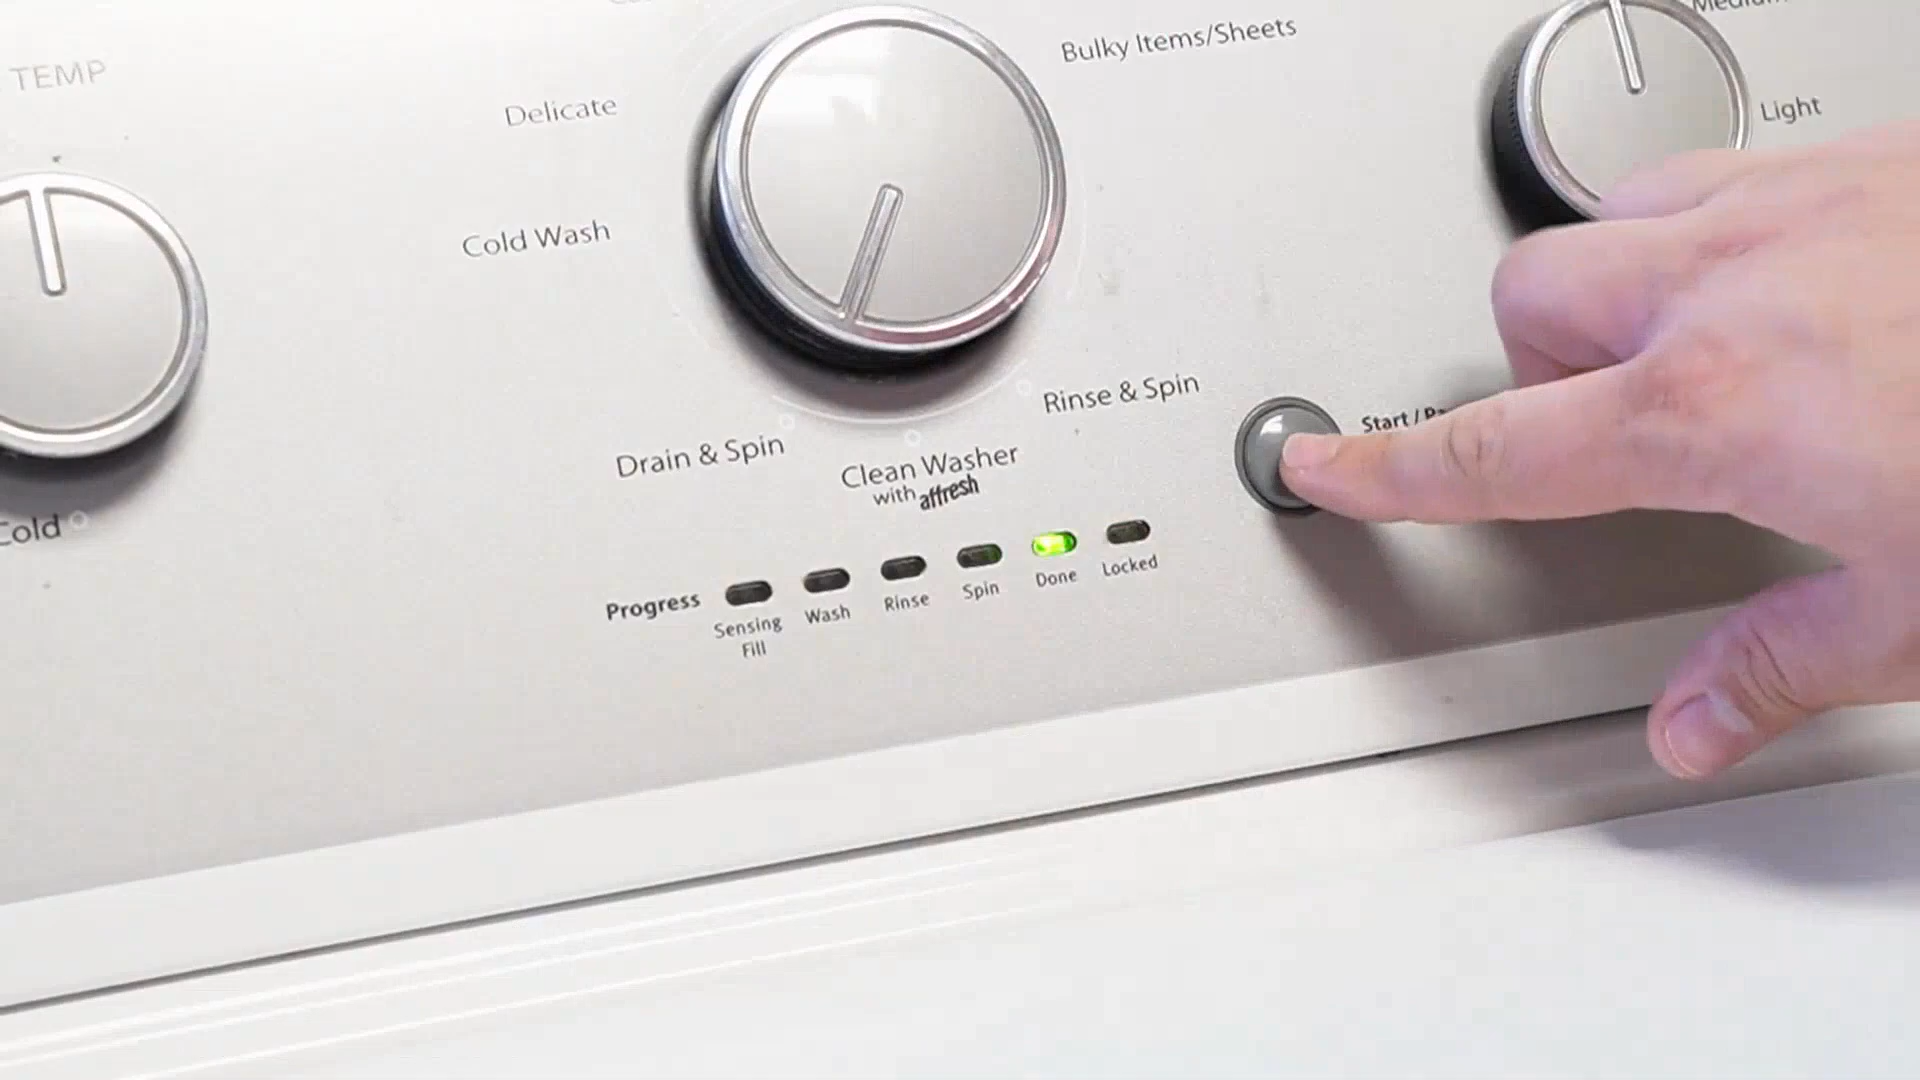 TEMP
Delicate
Bulky Items/Sheets
Light
Cold Wash
Rinse & Spin
Start /
Drain & Spin
Clean Washer
with affresh
Cold
Progress
Sensing
Fill
Wash
Rinse
Spin
Done
Locked